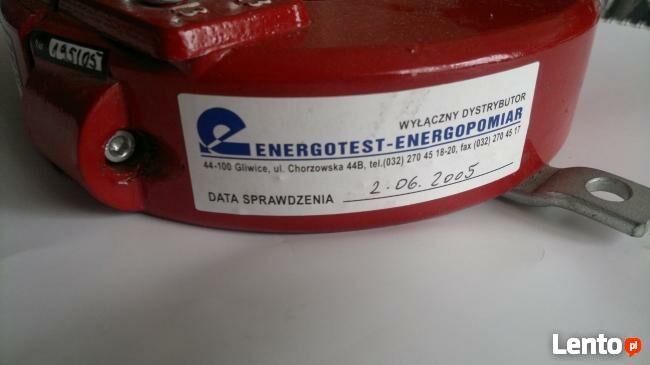 195105
WYŁĄCZNY DYSTRYBUTOR
ENERGOTEST-ENERGOPOMIAR
44-100 Gliwice, ul. Chorzowska 44B, tel.(032) 270 45 18-20, fax (032) 270 45 17
DATA SPRAWDZENIA 2.06.2005
Lento.pl